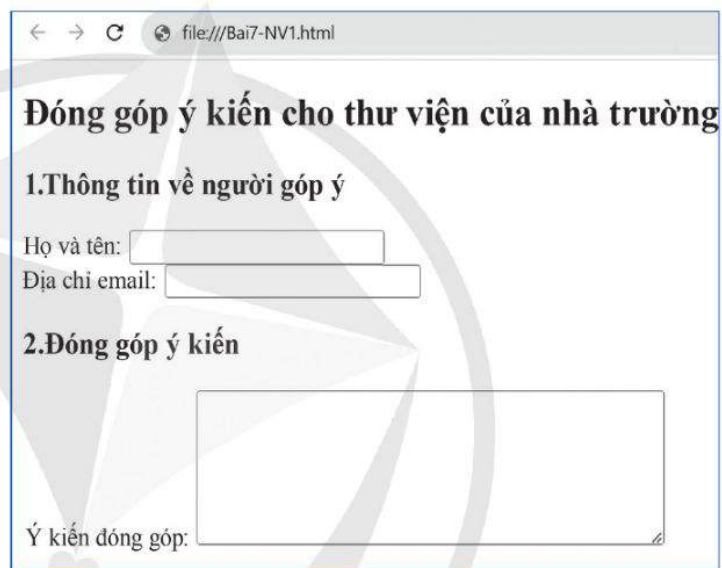 file:///Bai7-NV1.html
Đóng góp ý kiến cho thư viện của nhà trường
1.Thông tin về người góp ý
Họ và tên:
Địa chỉ email:
2.Đóng góp ý kiến
Ý kiến đóng góp: